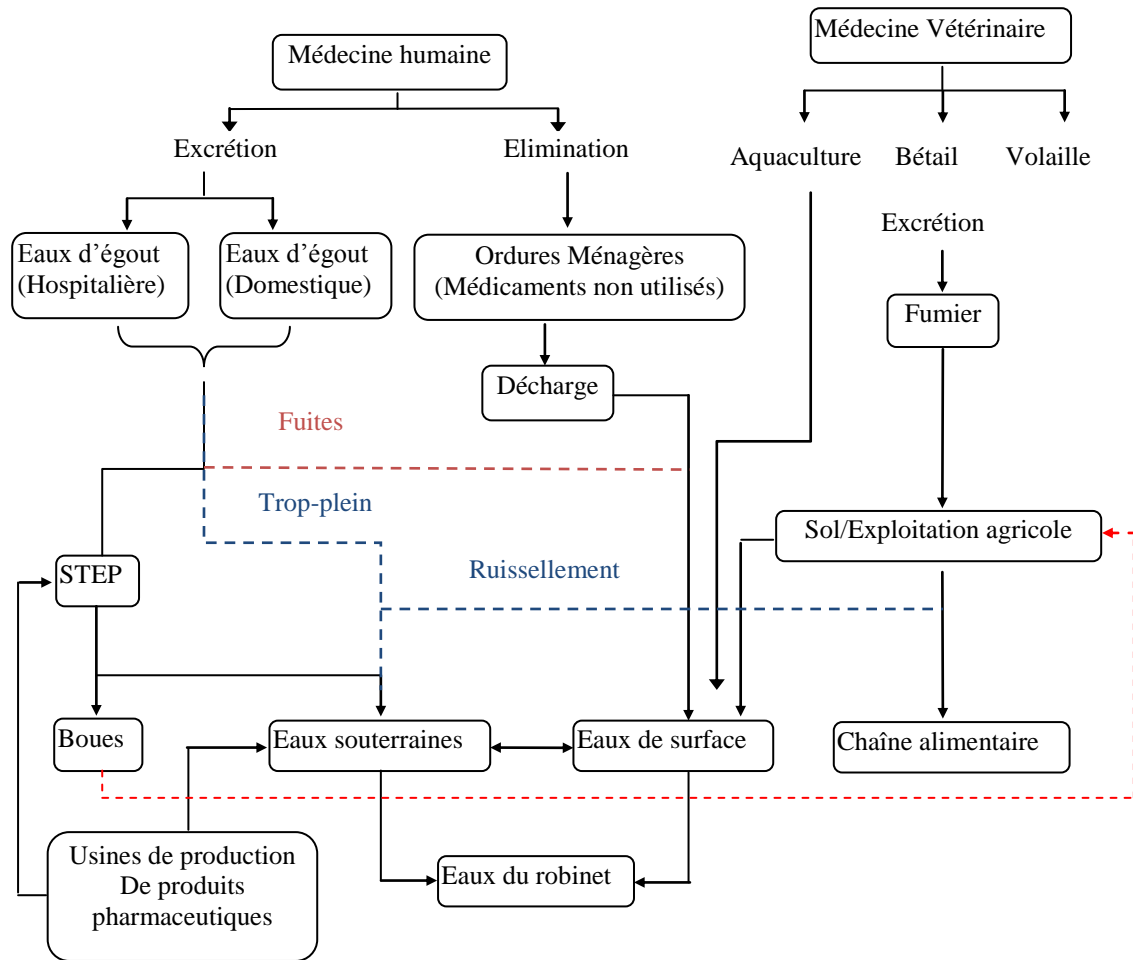 Médecine humaine
Médecine Vétérinaire
Excrétion
Elimination
Aquaculture
Bétail
Volaille
Eaux d’égout
(Hospitalière)
Eaux d’égout
(Domestique)
Ordures Ménagères
(Médicaments non utilisés)
Excrétion
Fumier
Décharge
Fuites
Trop-plein
Sol/Exploitation agricole
STEP
Ruissellement
Boues
Eaux souterraines
Eaux de surface
Chaîne alimentaire
Usines de production
De produits
pharmaceutiques
Eaux du robinet